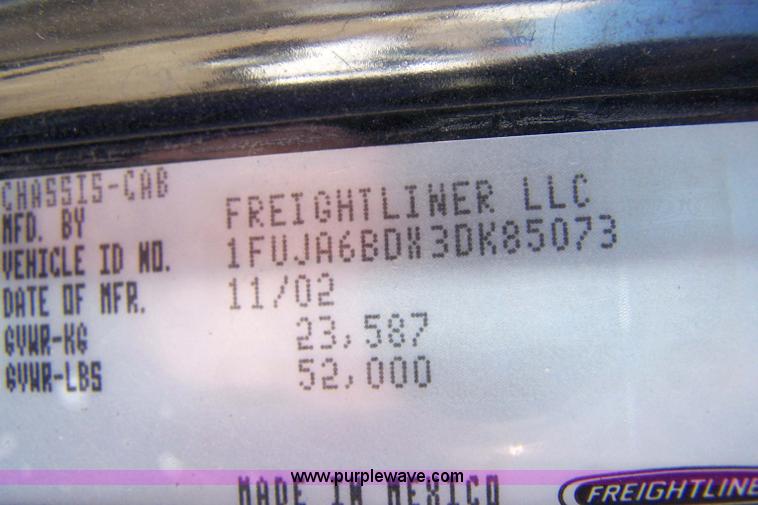 CHASSIS-CAB
MFD. BY FREIGHTLINER LLC
VEHICLE ID NO. 1FUJA6BDX3DK85073
DATE OF MFR. 11/02
GVWR-KG 23,587
GVWR-LBS 52,000
www.purplewave.com
MADE IN MEXICO FREIGHTLINE